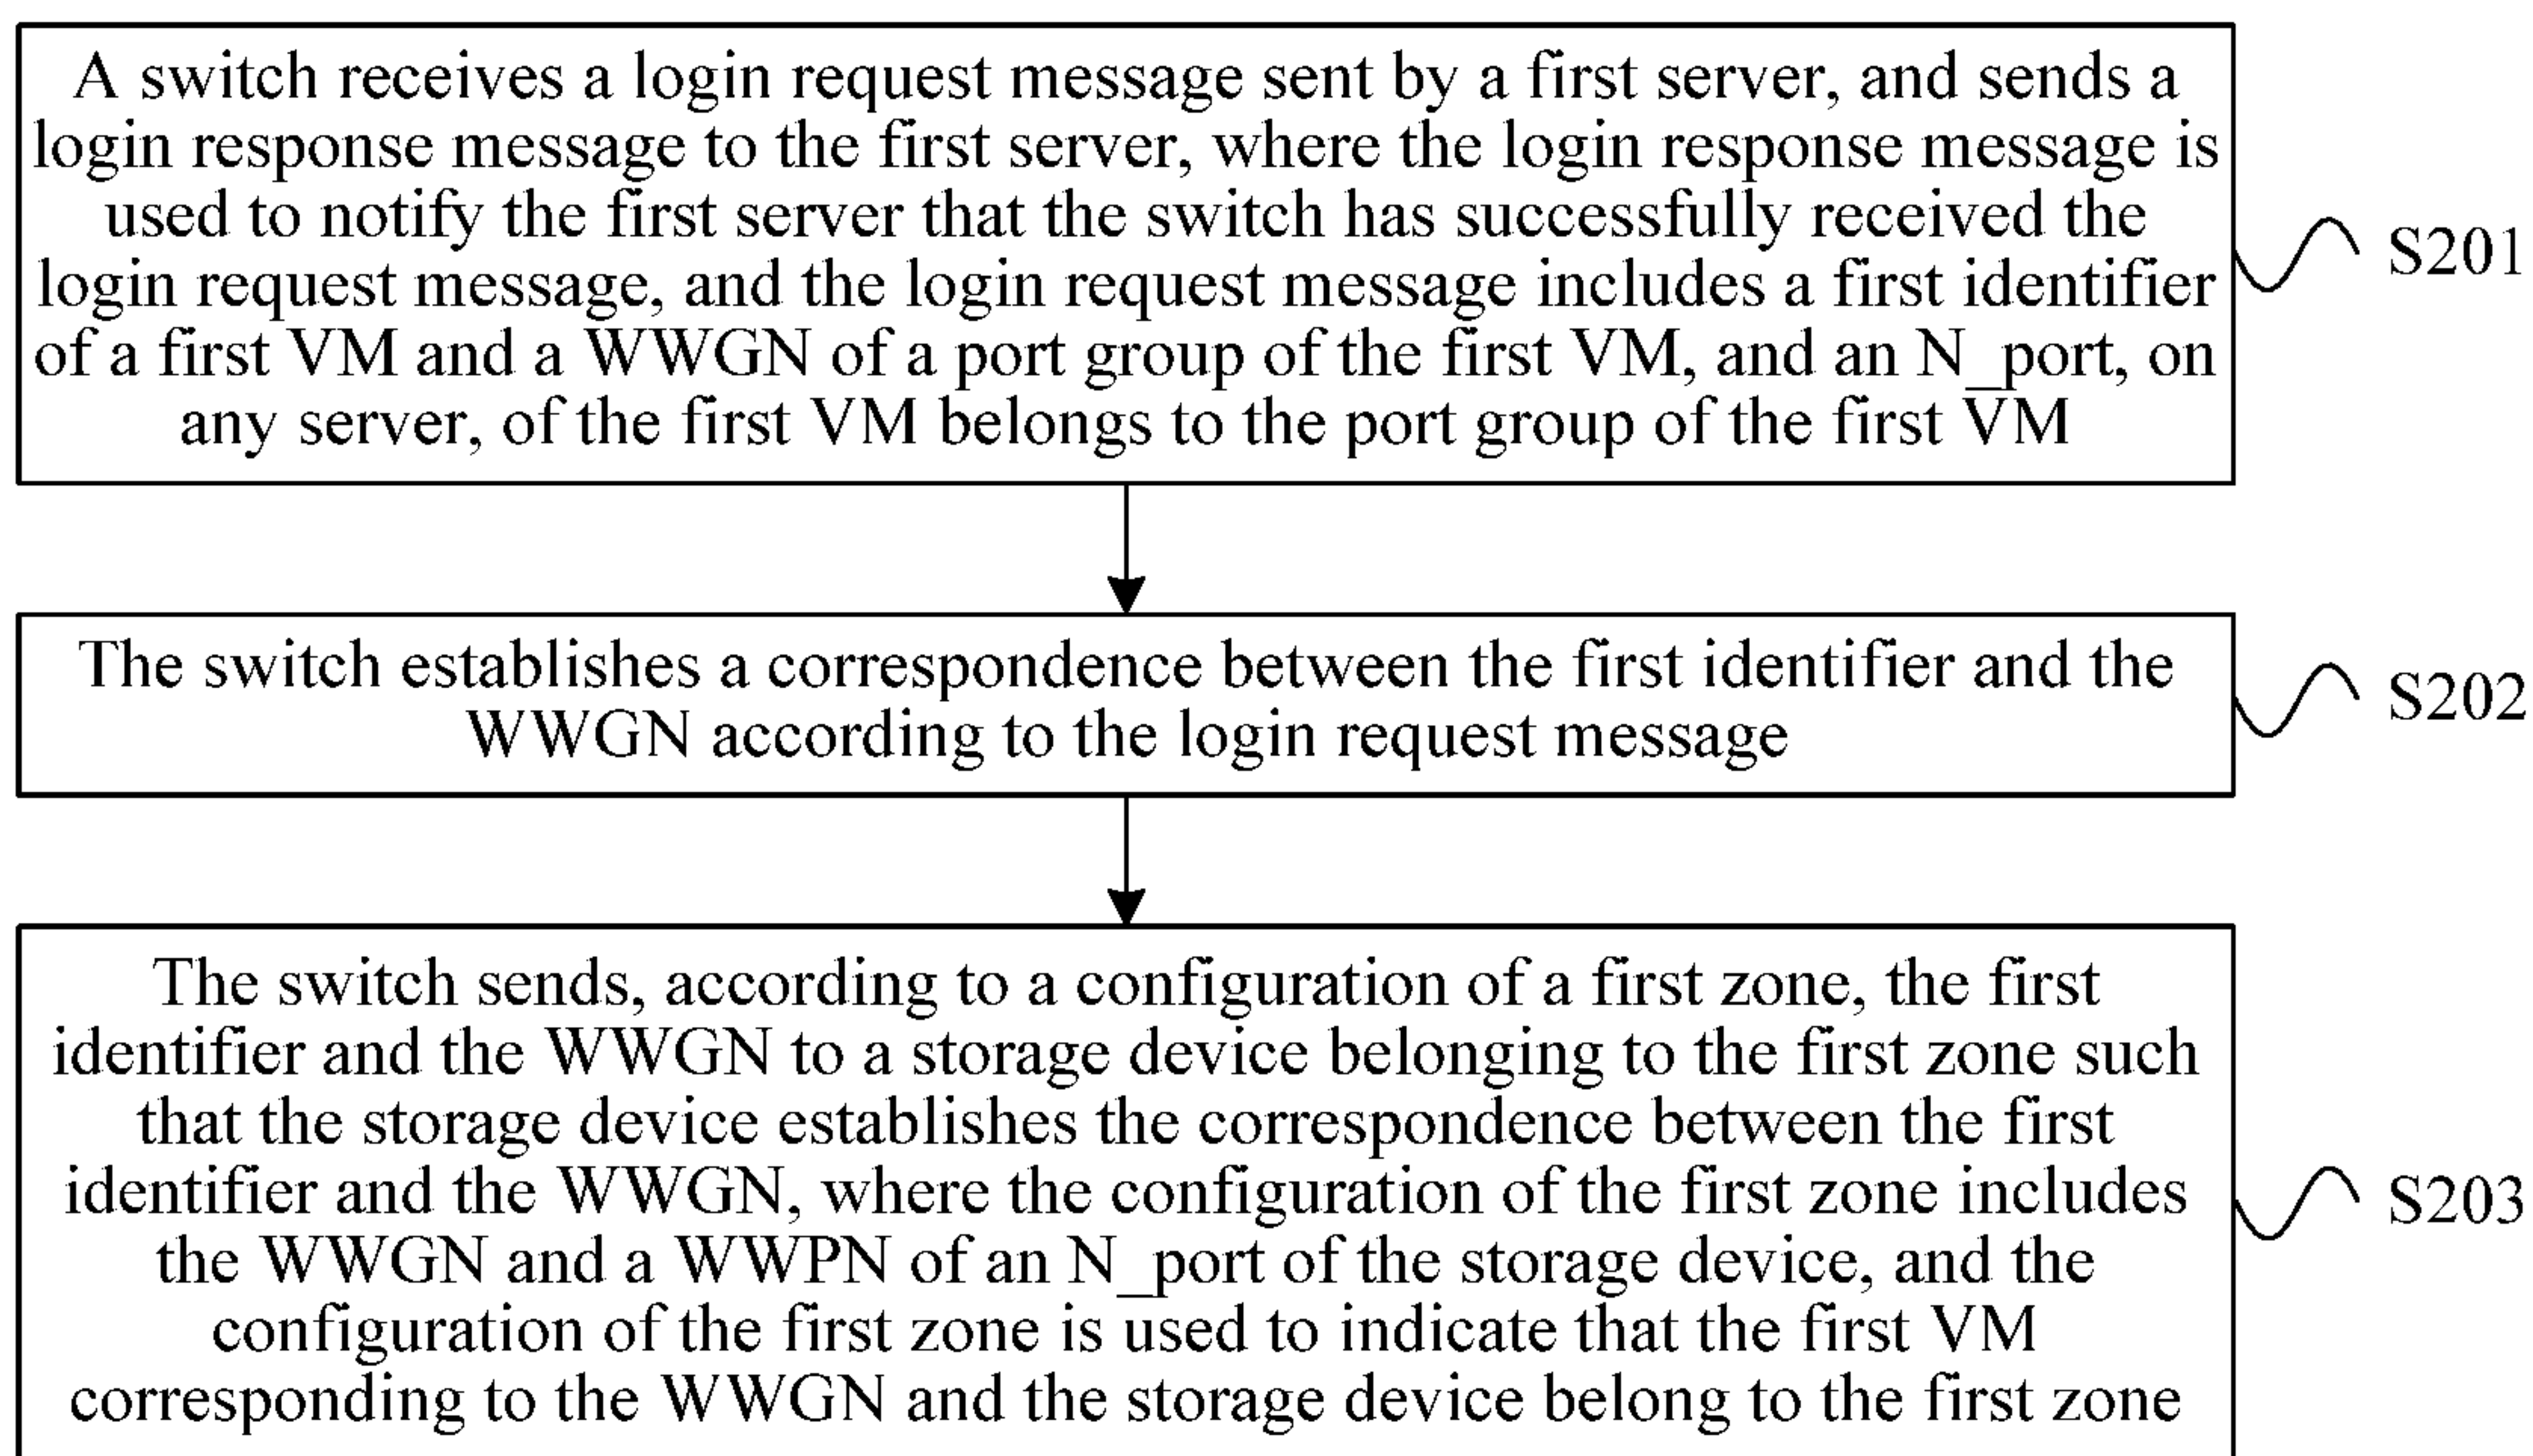 A switch receives a login request message sent by a first server, and sends a
login response message to the first server, where the login response message is
used to notify the first server that the switch has successfully received the
login request message, and the login request message includes a first identifier
of a first VM and a WWGN of a port group of the first VM, and an N_port, on
any server, of the first VM belongs to the port group of the first VM
S201
The switch establishes a correspondence between the first identifier and the
WWGN according to the login request message
S202
The switch sends, according to a configuration of a first zone, the first
identifier and the WWGN to a storage device belonging to the first zone such
that the storage device establishes the correspondence between the first
identifier and the WWGN, where the configuration of the first zone includes
the WWGN and a WWPN of an N_port of the storage device, and the
configuration of the first zone is used to indicate that the first VM
corresponding to the WWGN and the storage device belong to the first zone
S203